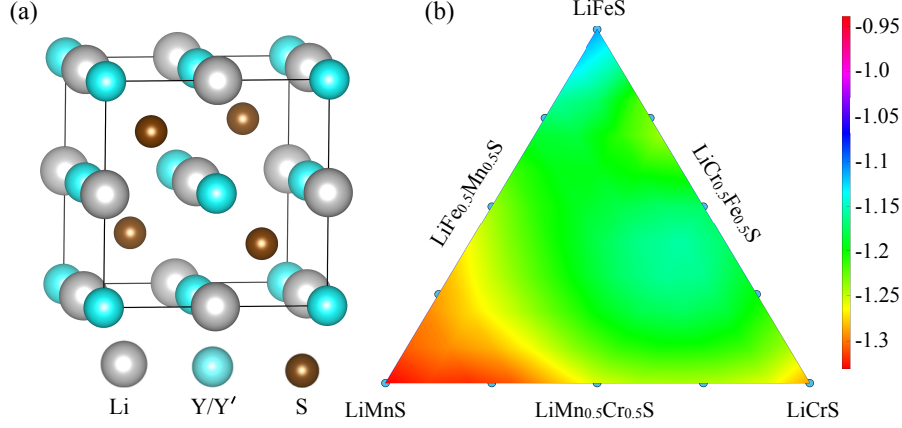 (a)
Li
Y/Y′
S
(b)
LiFeS
LiFe0.5Mn0.5S
LiCr0.5Fe0.5S
LiMnS
LiMn0.5Cr0.5S
LiCrS
-0.95
-1.0
-1.05
-1.1
-1.15
-1.2
-1.25
-1.3